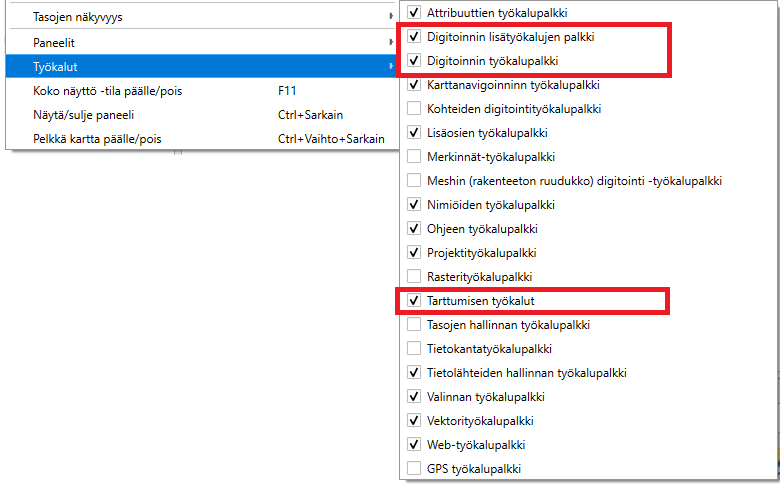 Tasojen näkyvyys
Paneelit
Työkalut
Koko näyttö -tila päälle/pois F11
Näytä/sulje paneeli Ctrl+Sarkain
Pelkkä kartta päälle/pois Ctrl+Vaihto+Sarkain
Attribuuttien työkalupalkki
Digitoinnin lisätyökalujen palkki
Digitoinnin työkalupalkki
Karttanavigoinninn työkalupalkki
Kohteiden digitointityökalupalkki
Lisäosien työkalupalkki
Merkinnät-työkalupalkki
Meshin (rakenteeton ruudukko) digitointi -työkalupalkki
Nimiöiden työkalupalkki
Ohjeen työkalupalkki
Projektityökalupalkki
Rasterityökalupalkki
Tarttumisen työkalut
Tasojen hallinnan työkalupalkki
Tietokantatyökalupalkki
Tietolähteiden hallinnan työkalupalkki
Valinnan työkalupalkki
Vektorityökalupalkki
Web-työkalupalkki
GPS työkalupalkki